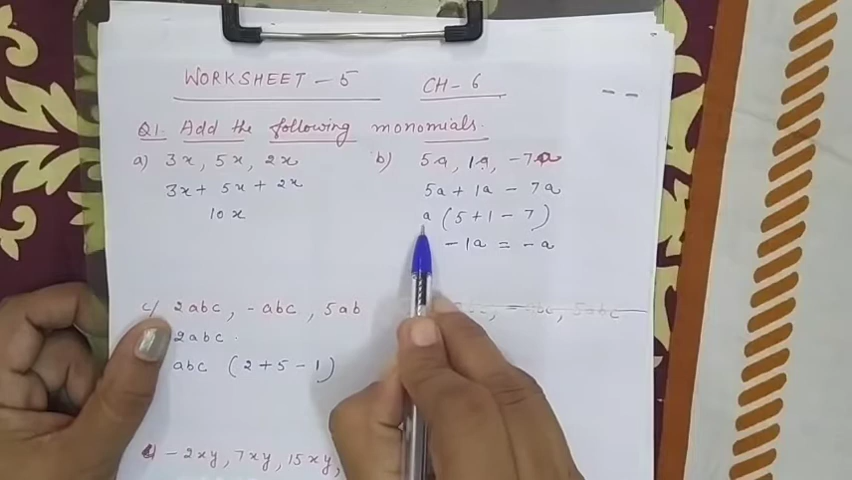 WORKSHEET - 5 CH- 6
Q1. Add the following monomials.
a) 3x, 5x, 2x
3x + 5x + 2x
10x
b) 5a, 1a, -7a
5a + 1a - 7a
a (5+1-7)
-1a = -a
c) 2abc, -abc, 5ab
2abc
abc (2+5-1)
d) -2xy, 7xy, 15xy,